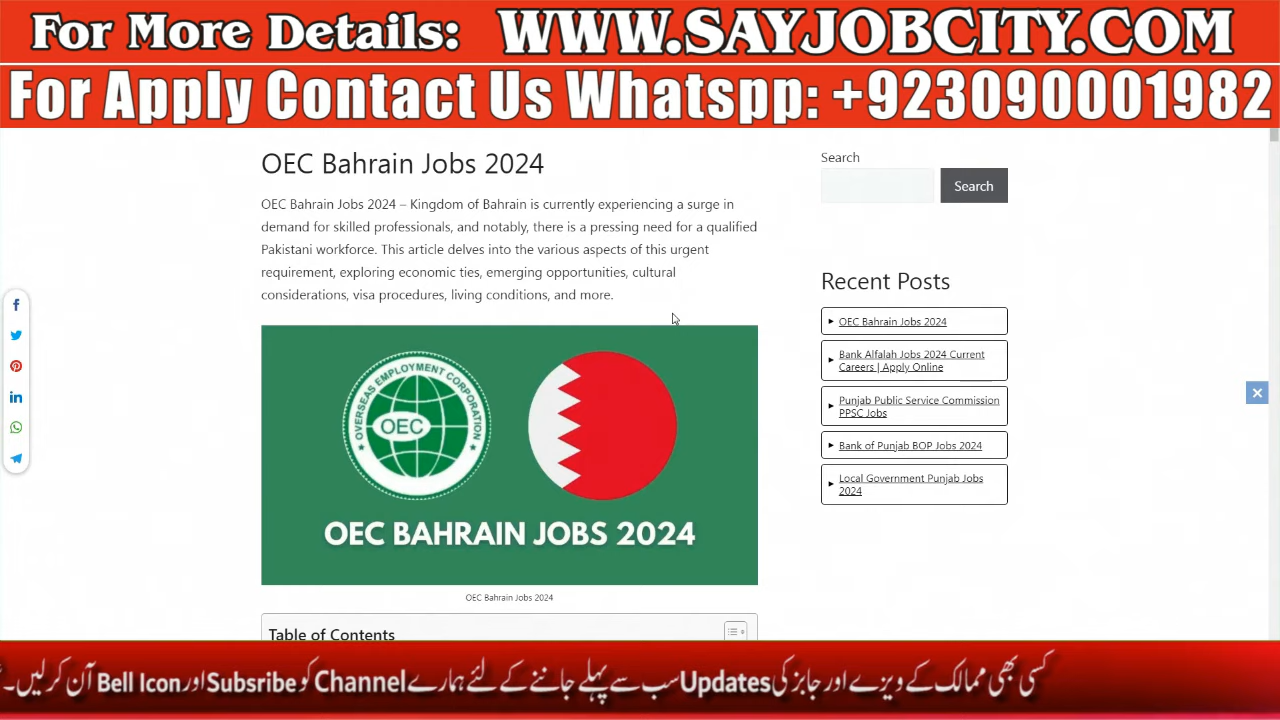 For More Details: WWW.SAYJOBCITY.COM
For Apply Contact Us Whatspp: +923090001982
OEC Bahrain Jobs 2024
OEC Bahrain Jobs 2024 – Kingdom of Bahrain is currently experiencing a surge in
demand for skilled professionals, and notably, there is a pressing need for a qualified
Pakistani workforce. This article delves into the various aspects of this urgent
requirement, exploring economic ties, emerging opportunities, cultural
considerations, visa procedures, living conditions, and more.
OVERSEAS EMPLOYMENT CORPORATION
OEC
OEC BAHRAIN JOBS 2024
OEC Bahrain Jobs 2024
Table of Contents
Search
Search
Recent Posts
OEC Bahrain Jobs 2024
Bank Alfalah Jobs 2024 Current
Careers | Apply Online
Punjab Public Service Commission
PPSC Jobs
Bank of Punjab BOP Jobs 2024
Local Government Punjab Jobs
2024
کسی بھی ممالک کے ویزے اور جابز کی Updates سب سے پہلے جاننے کے لئے ہمارے Channel کو Subsribe اور Bell Icon آن کرلیں۔